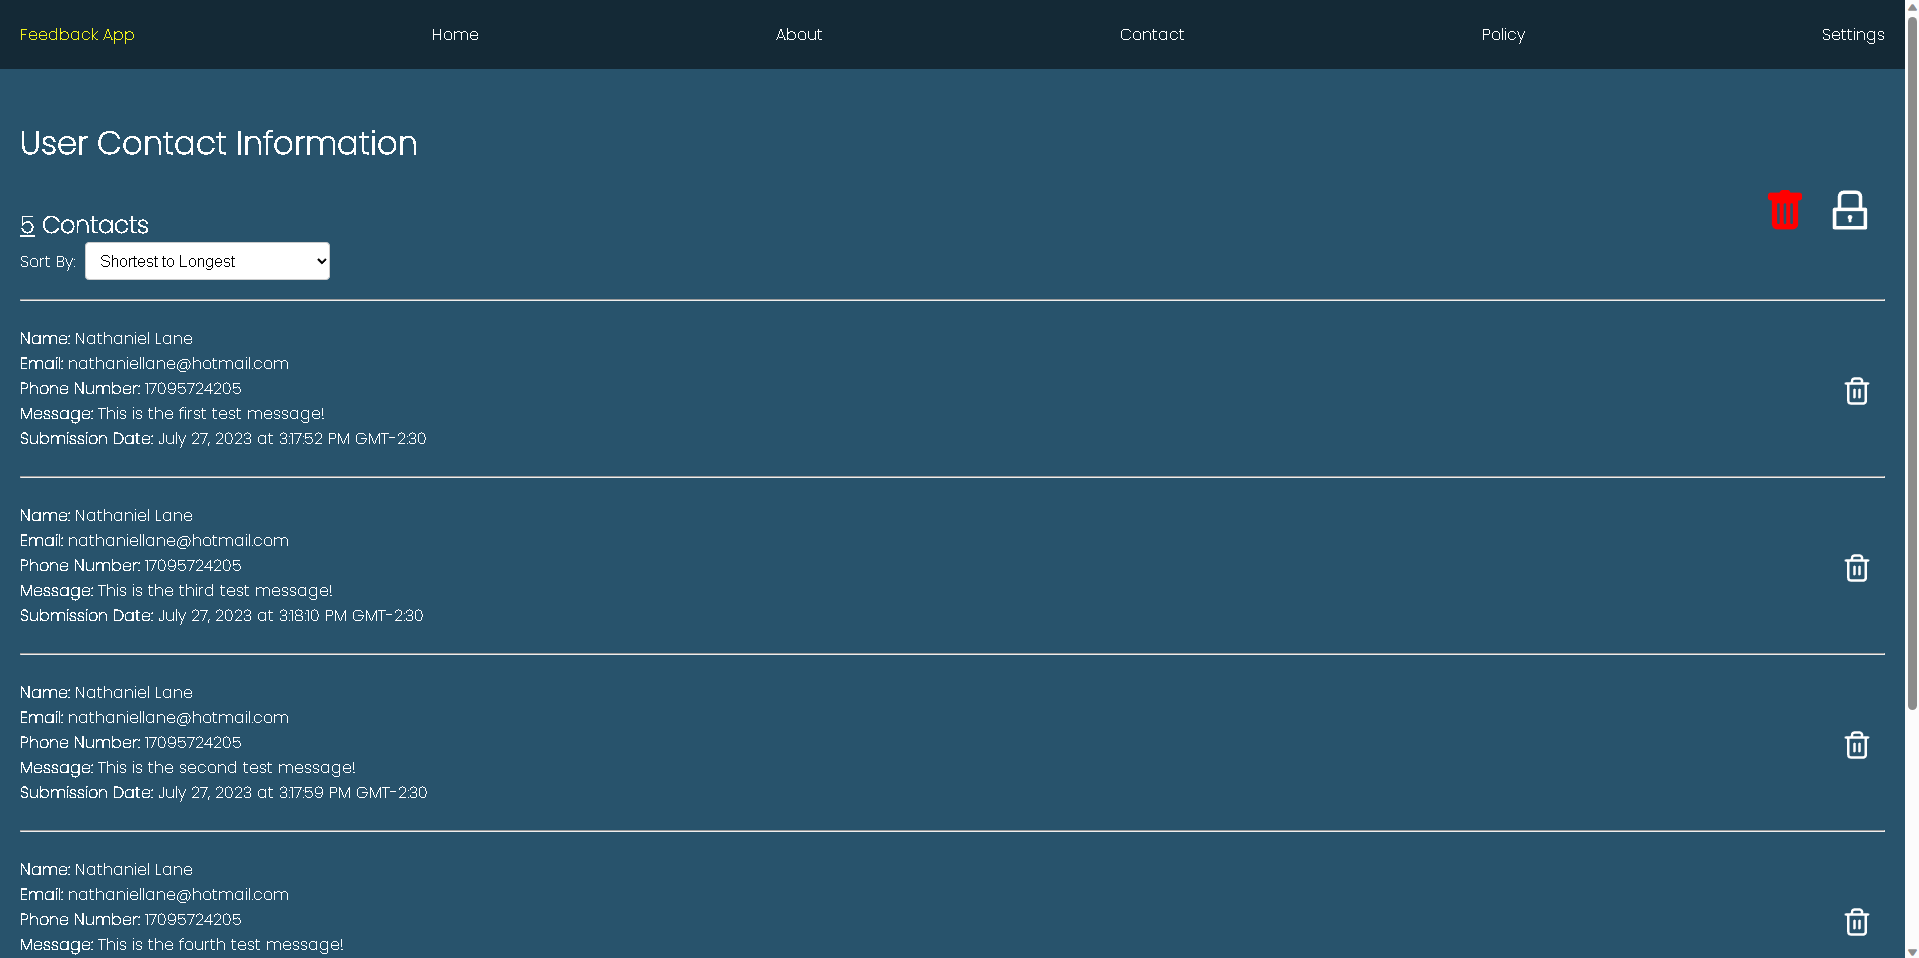 Feedback App Home About Contact Policy Settings
User Contact Information
5 Contacts
Sort By: Shortest to Longest
Name: Nathaniel Lane
Email: nathaniellane@hotmail.com
Phone Number: 17095724205
Message: This is the first test message!
Submission Date: July 27, 2023 at 3:17:52 PM GMT-2:30
Name: Nathaniel Lane
Email: nathaniellane@hotmail.com
Phone Number: 17095724205
Message: This is the third test message!
Submission Date: July 27, 2023 at 3:18:10 PM GMT-2:30
Name: Nathaniel Lane
Email: nathaniellane@hotmail.com
Phone Number: 17095724205
Message: This is the second test message!
Submission Date: July 27, 2023 at 3:17:59 PM GMT-2:30
Name: Nathaniel Lane
Email: nathaniellane@hotmail.com
Phone Number: 17095724205
Message: This is the fourth test message!